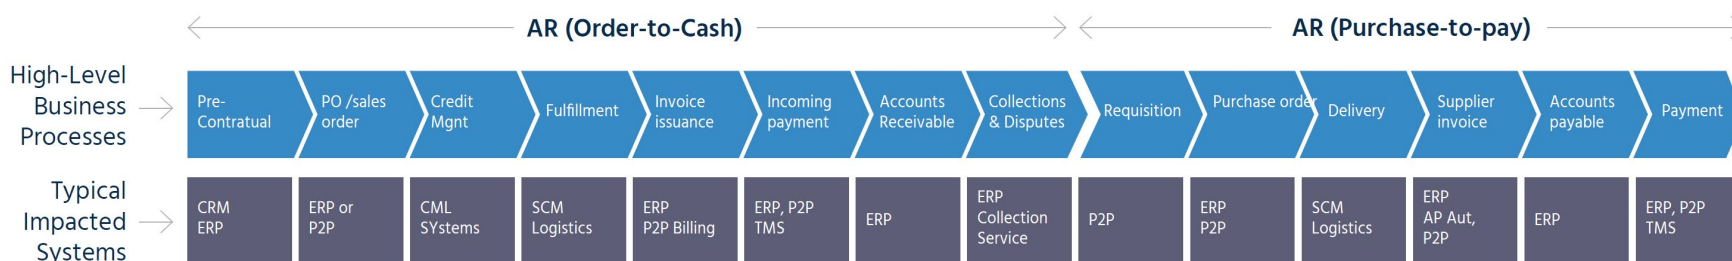 AR (Order-to-Cash)
AR (Purchase-to-pay)
High-Level
Business
Processes
Pre-
Contratual
PO /sales
order
Credit
Mgnt
Fulfillment
Invoice
issuance
Incoming
payment
Accounts
Receivable
Collections
& Disputes
Requisition
Purchase order
Delivery
Supplier
invoice
Accounts
payable
Payment
Typical
Impacted
Systems
CRM
ERP
ERP or
P2P
CML
SYstems
SCM
Logistics
ERP
P2P Billing
ERP, P2P
TMS
ERP
ERP
Collection
Service
P2P
ERP
P2P
SCM
Logistics
ERP
AP Aut,
P2P
ERP
ERP, P2P
TMS